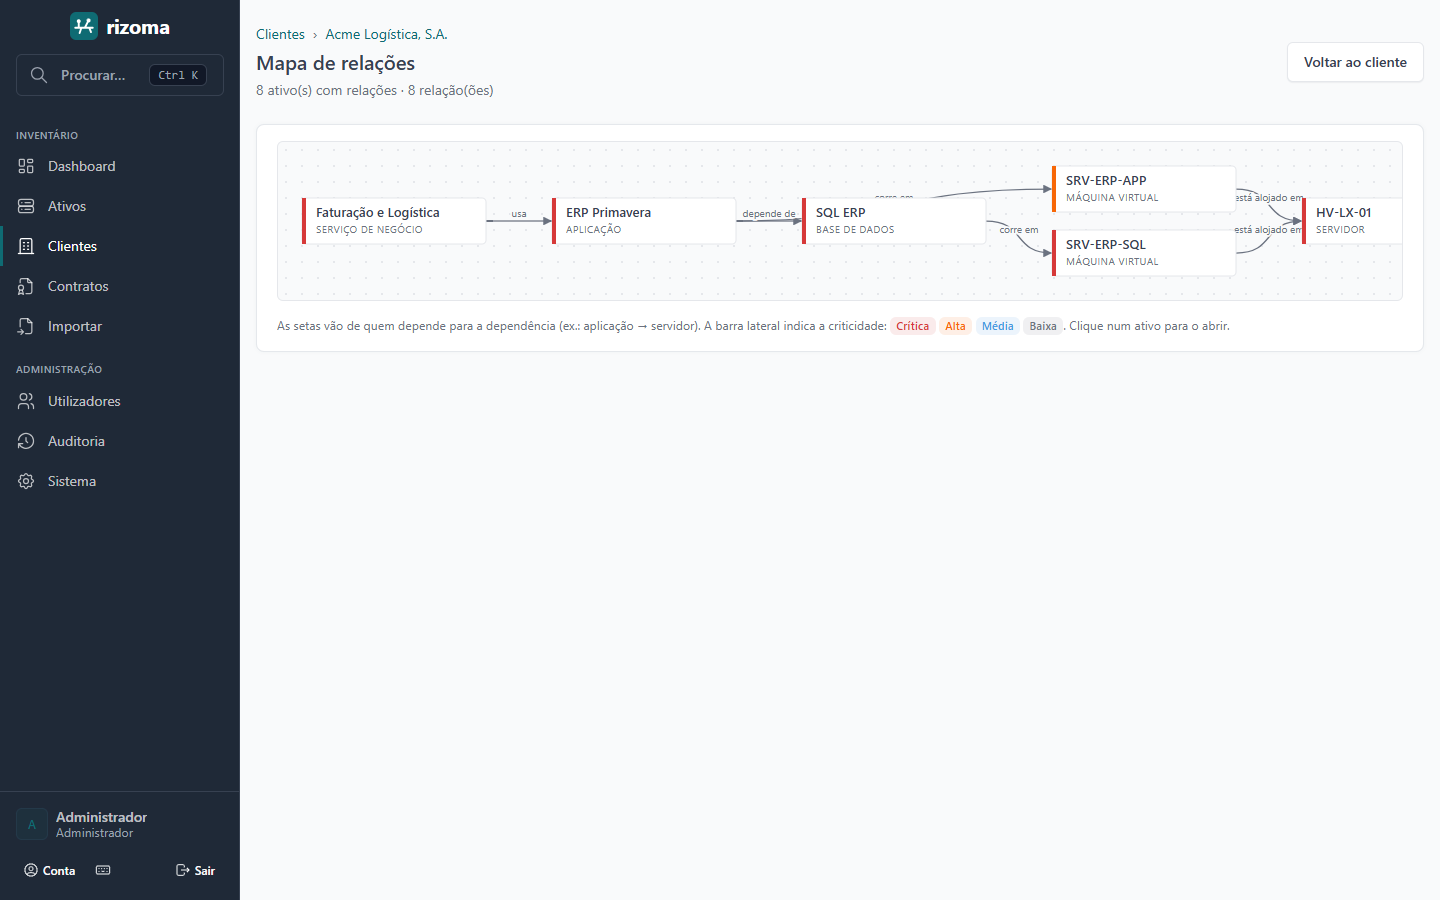 rizoma
Procurar... Ctrl K
INVENTÁRIO
Dashboard
Ativos
Clientes
Contratos
Importar
ADMINISTRAÇÃO
Utilizadores
Auditoria
Sistema
A
Administrador
Administrador
Conta
Sair
Clientes › Acme Logística, S.A.
Mapa de relações
8 ativo(s) com relações · 8 relação(ões)
Voltar ao cliente
Faturação e Logística
SERVIÇO DE NEGÓCIO
usa
ERP Primavera
APLICAÇÃO
depende de
SQL ERP
BASE DE DADOS
corre em
corre em
SRV-ERP-APP
MÁQUINA VIRTUAL
SRV-ERP-SQL
MÁQUINA VIRTUAL
está alojado em
está alojado em
HV-LX-01
SERVIDOR
As setas vão de quem depende para a dependência (ex.: aplicação → servidor). A barra lateral indica a criticidade: Crítica Alta Média Baixa. Clique num ativo para o abrir.